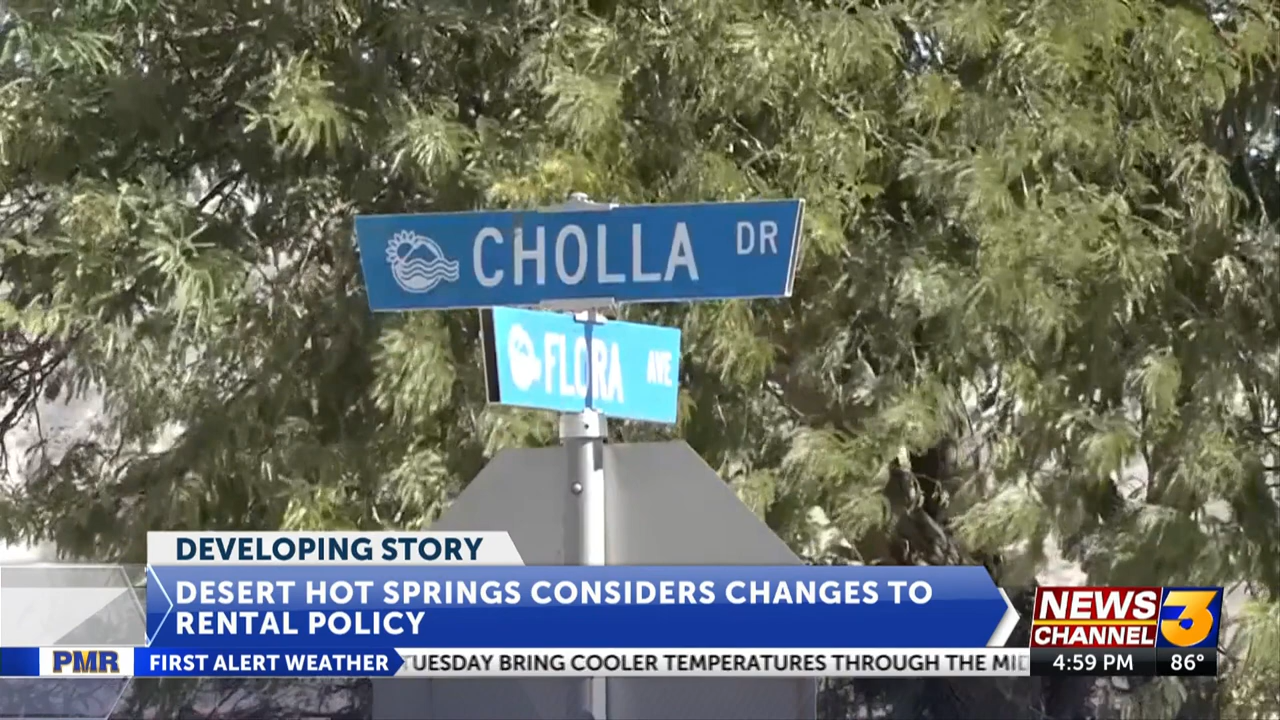 CHOLLA DR
FLORA AVE
DEVELOPING STORY
DESERT HOT SPRINGS CONSIDERS CHANGES TO
RENTAL POLICY
NEWS
CHANNEL 3
PMR FIRST ALERT WEATHER TUESDAY BRING COOLER TEMPERATURES THROUGH THE MID
4:59 PM 86°